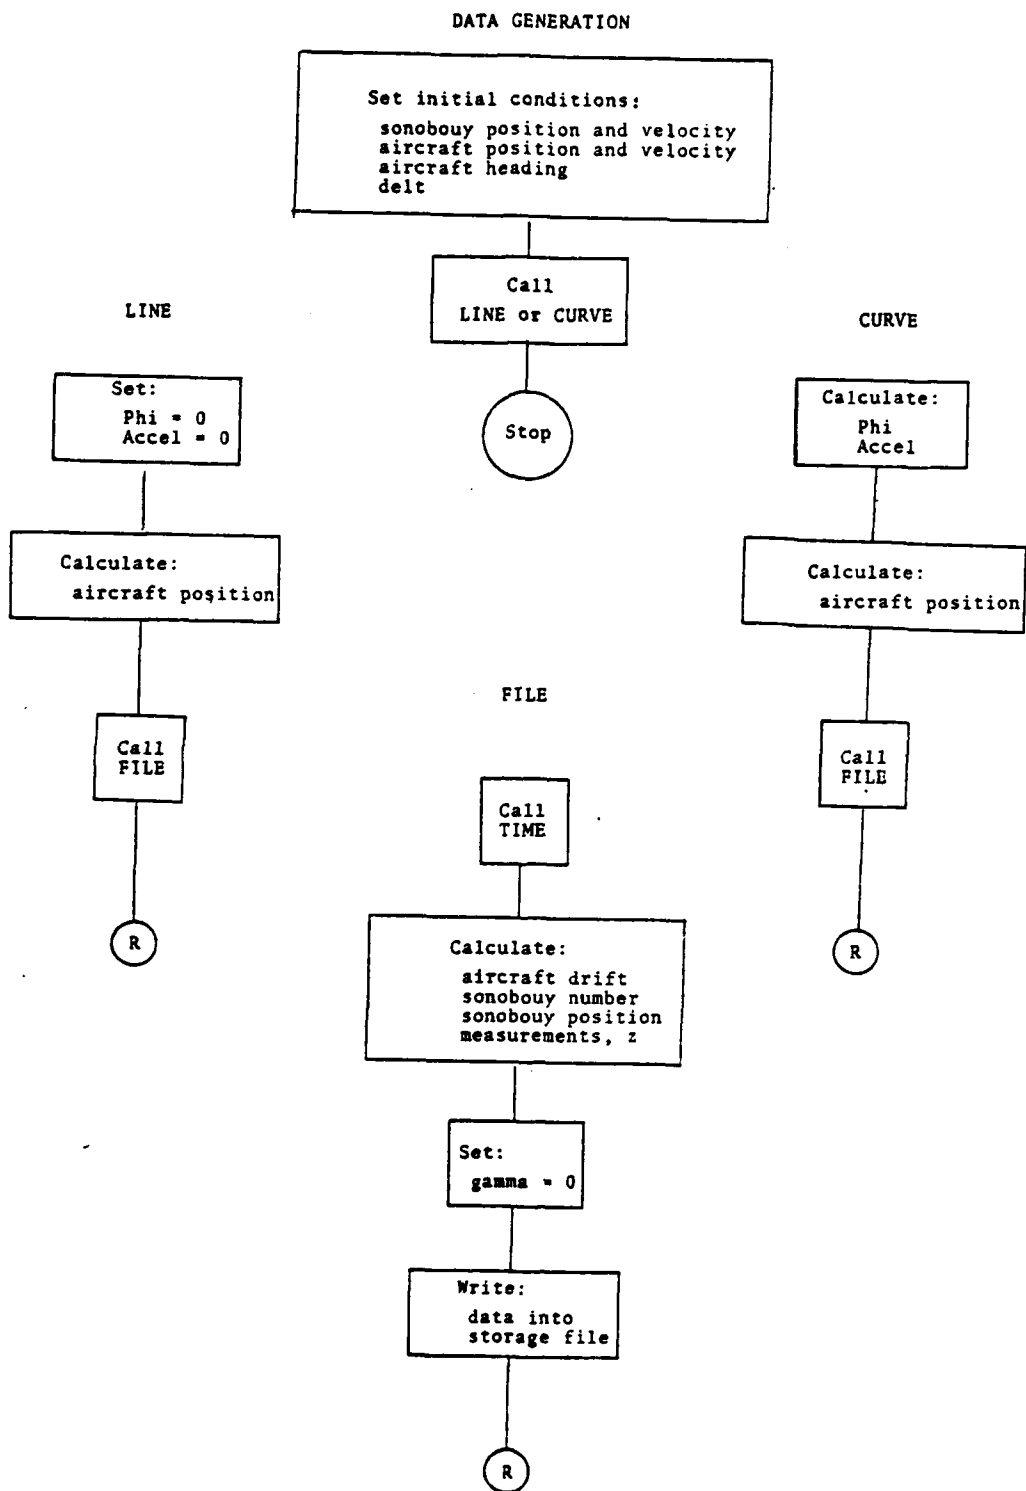 DATA GENERATION
Set initial conditions:
sonobouy position and velocity
aircraft position and velocity
aircraft heading
delt
Call
LINE or CURVE
Stop
LINE
Set:
Phi = 0
Accel = 0
Calculate:
aircraft position
Call
FILE
R
CURVE
Calculate:
Phi
Accel
Calculate:
aircraft position
Call
FILE
R
FILE
Call
TIME
Calculate:
aircraft drift
sonobouy number
sonobouy position
measurements, z
Set:
gamma = 0
Write:
data into
storage file
R